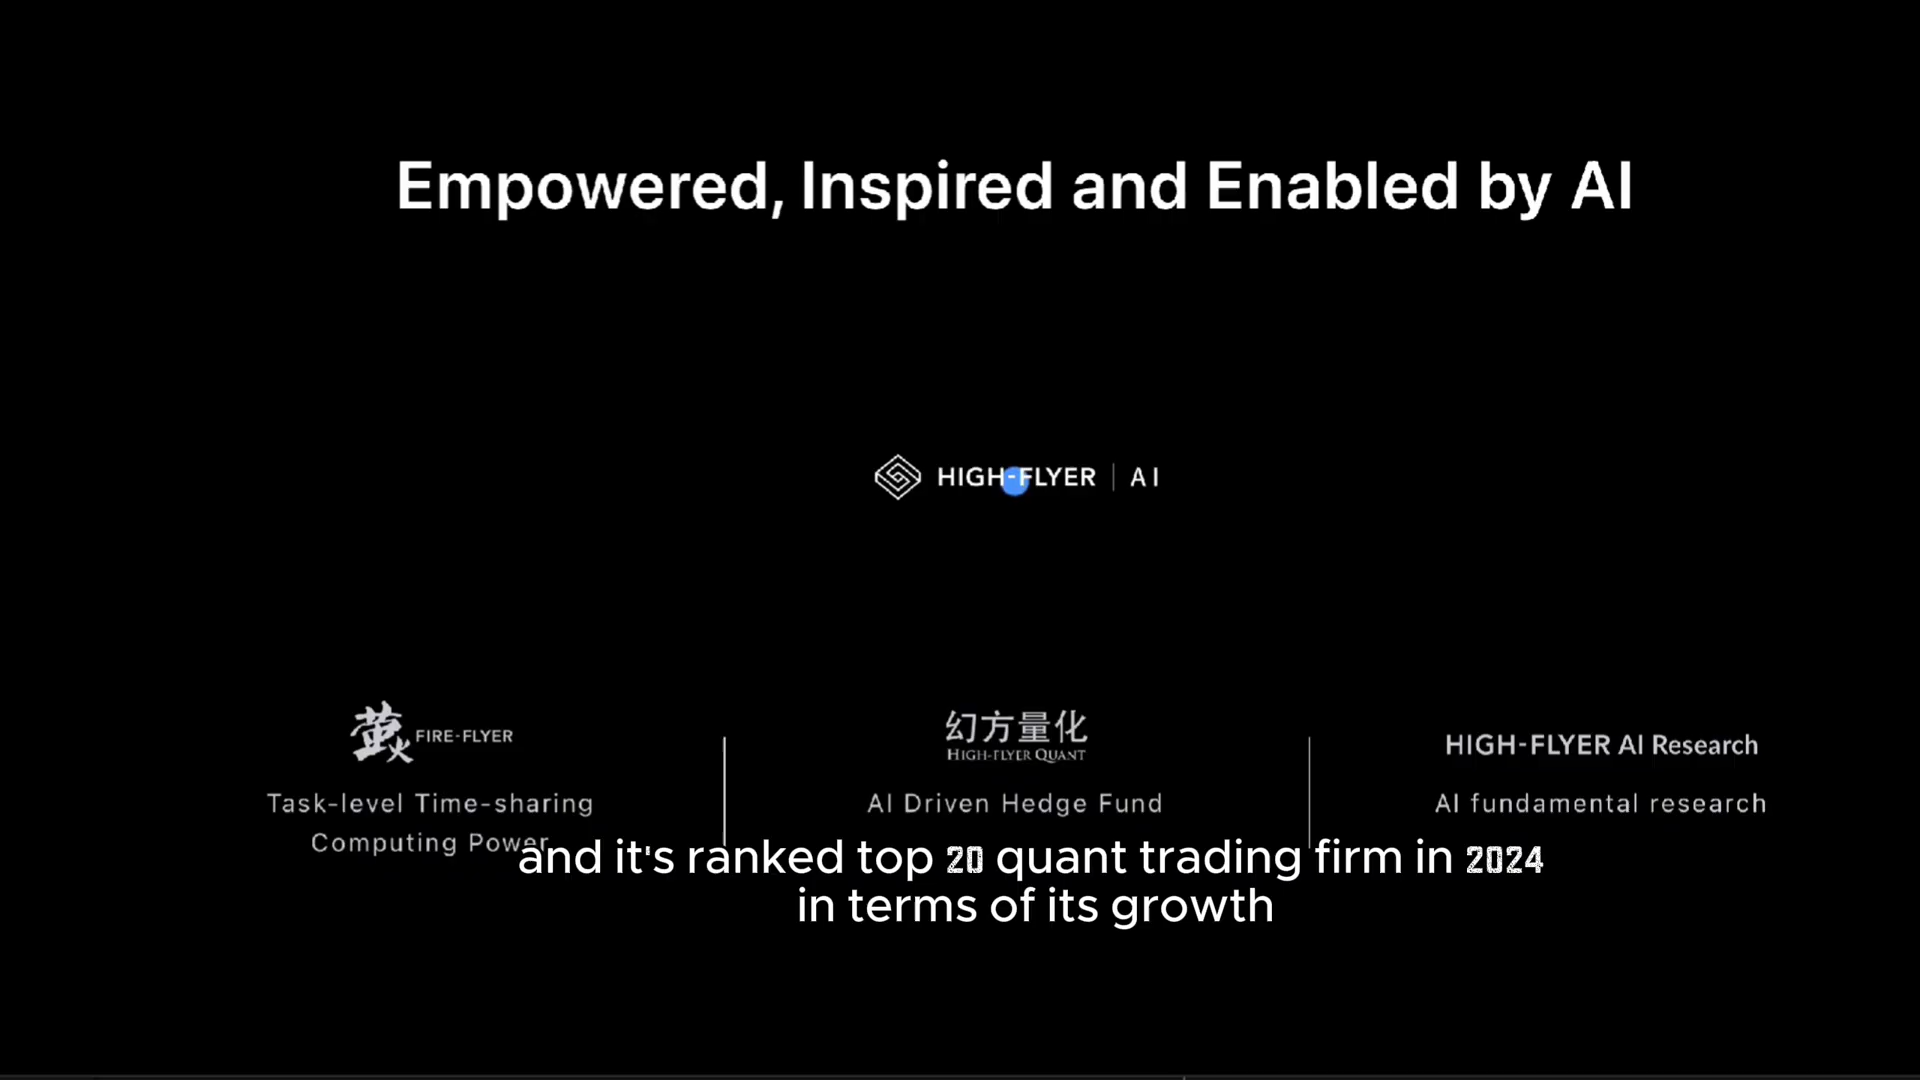 Empowered, Inspired and Enabled by AI
HIGH-FLYER | AI
萤火 FIRE-FLYER
Task-level Time-sharing
Computing Power
幻方量化
HIGH-FLYER QUANT
AI Driven Hedge Fund
HIGH-FLYER AI Research
AI fundamental research
and it's ranked top 20 quant trading firm in 2024
in terms of its growth